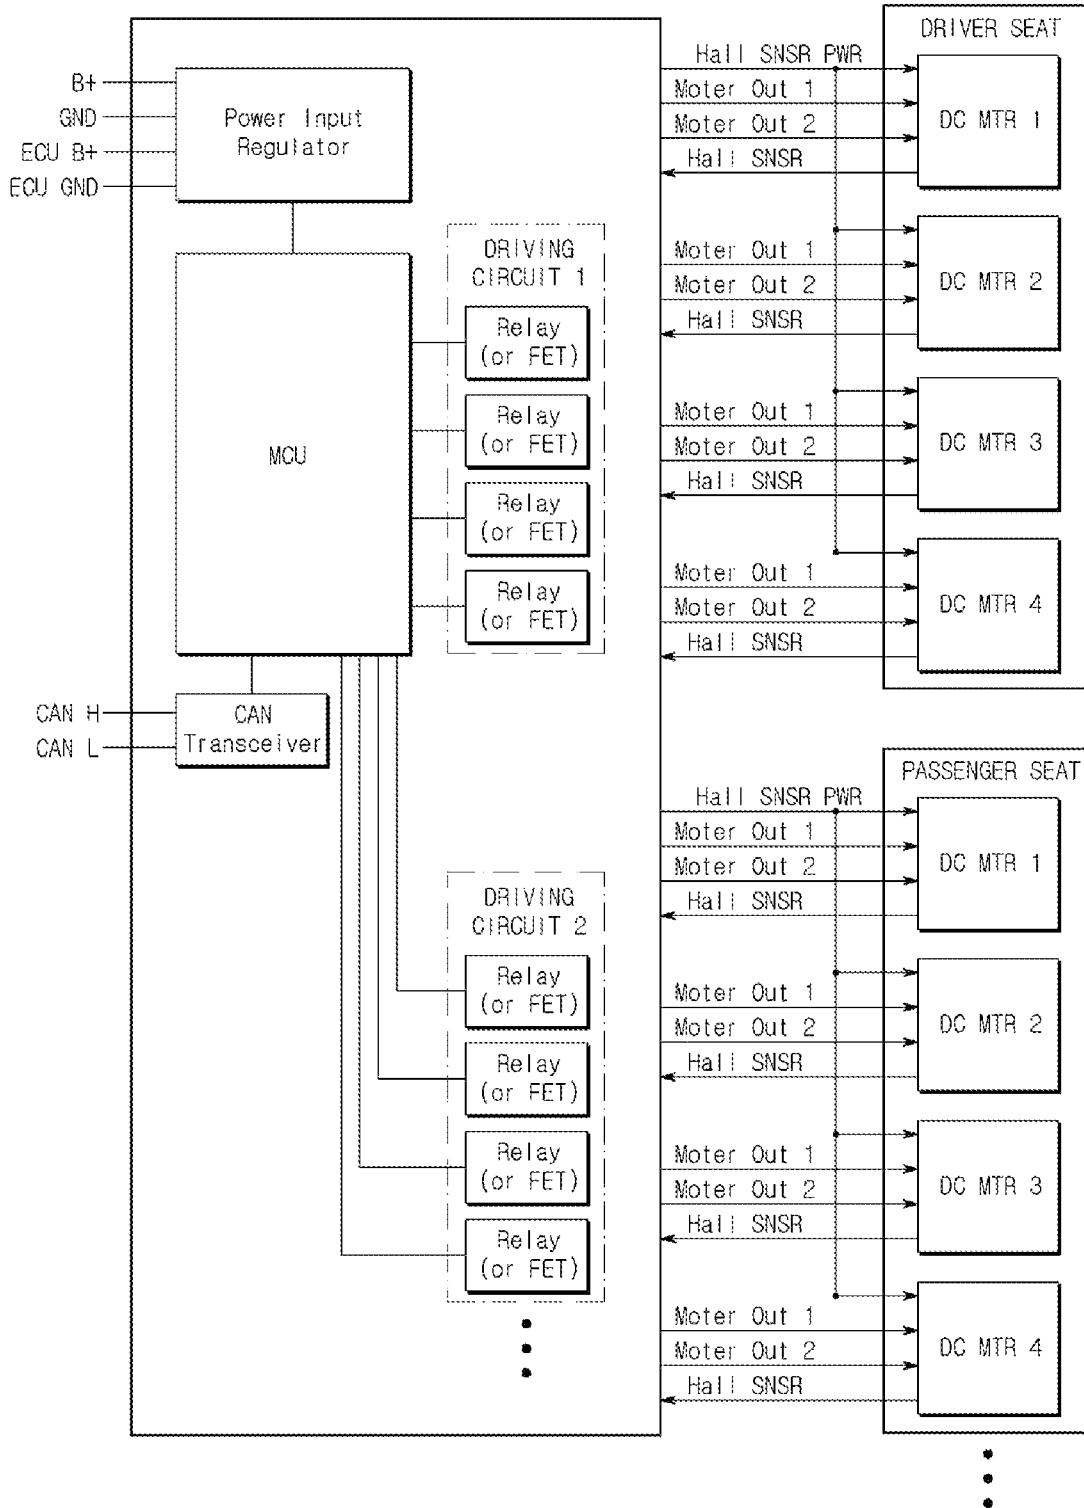 B+
GND
ECU B+
ECU GND
Power Input
Regulator
MCU
CAN H
CAN L
CAN
Transceiver
DRIVING
CIRCUIT 1
Relay
(or FET)
Relay
(or FET)
Relay
(or FET)
Relay
(or FET)
DRIVING
CIRCUIT 2
Relay
(or FET)
Relay
(or FET)
Relay
(or FET)
Relay
(or FET)
DRIVER SEAT
Hall SNSR PWR
Moter Out 1
Moter Out 2
Hall SNSR
DC MTR 1
Moter Out 1
Moter Out 2
Hall SNSR
DC MTR 2
Moter Out 1
Moter Out 2
Hall SNSR
DC MTR 3
Moter Out 1
Moter Out 2
Hall SNSR
DC MTR 4
PASSENGER SEAT
Hall SNSR PWR
Moter Out 1
Moter Out 2
Hall SNSR
DC MTR 1
Moter Out 1
Moter Out 2
Hall SNSR
DC MTR 2
Moter Out 1
Moter Out 2
Hall SNSR
DC MTR 3
Moter Out 1
Moter Out 2
Hall SNSR
DC MTR 4